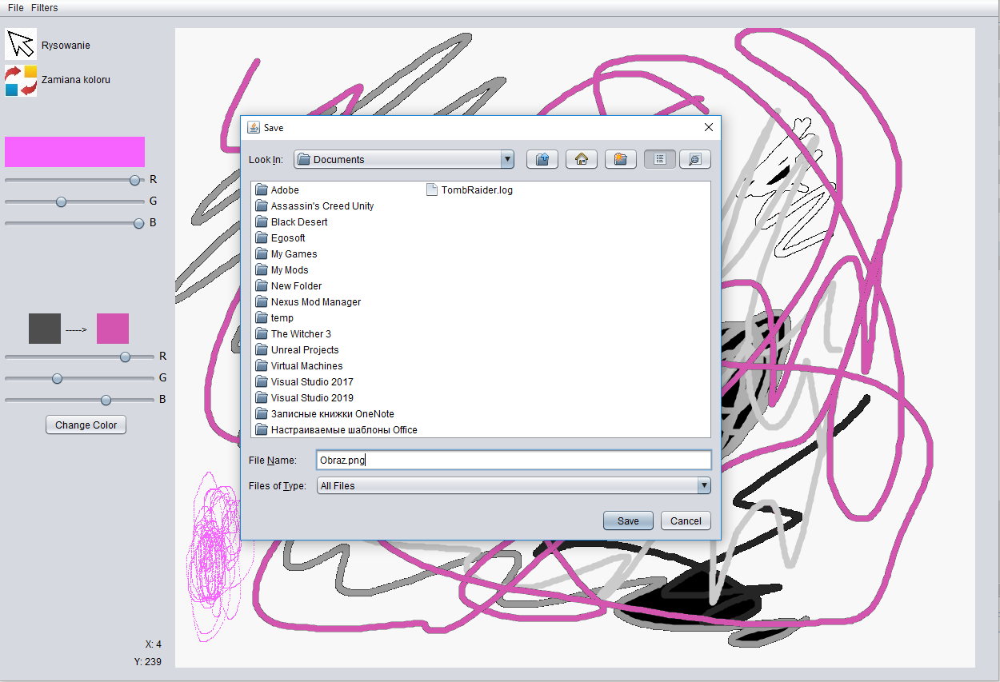 File Filters
Rysowanie
Zamiana koloru
R
G
B
----->
R
G
B
Change Color
X: 4
Y: 239
Save
Look In: Documents
Adobe
Assassin's Creed Unity
Black Desert
Egosoft
My Games
My Mods
New Folder
Nexus Mod Manager
temp
The Witcher 3
Unreal Projects
Virtual Machines
Visual Studio 2017
Visual Studio 2019
Записные книжки OneNote
Настраиваемые шаблоны Office
TombRaider.log
File Name: Obraz.png
Files of Type: All Files
Save Cancel